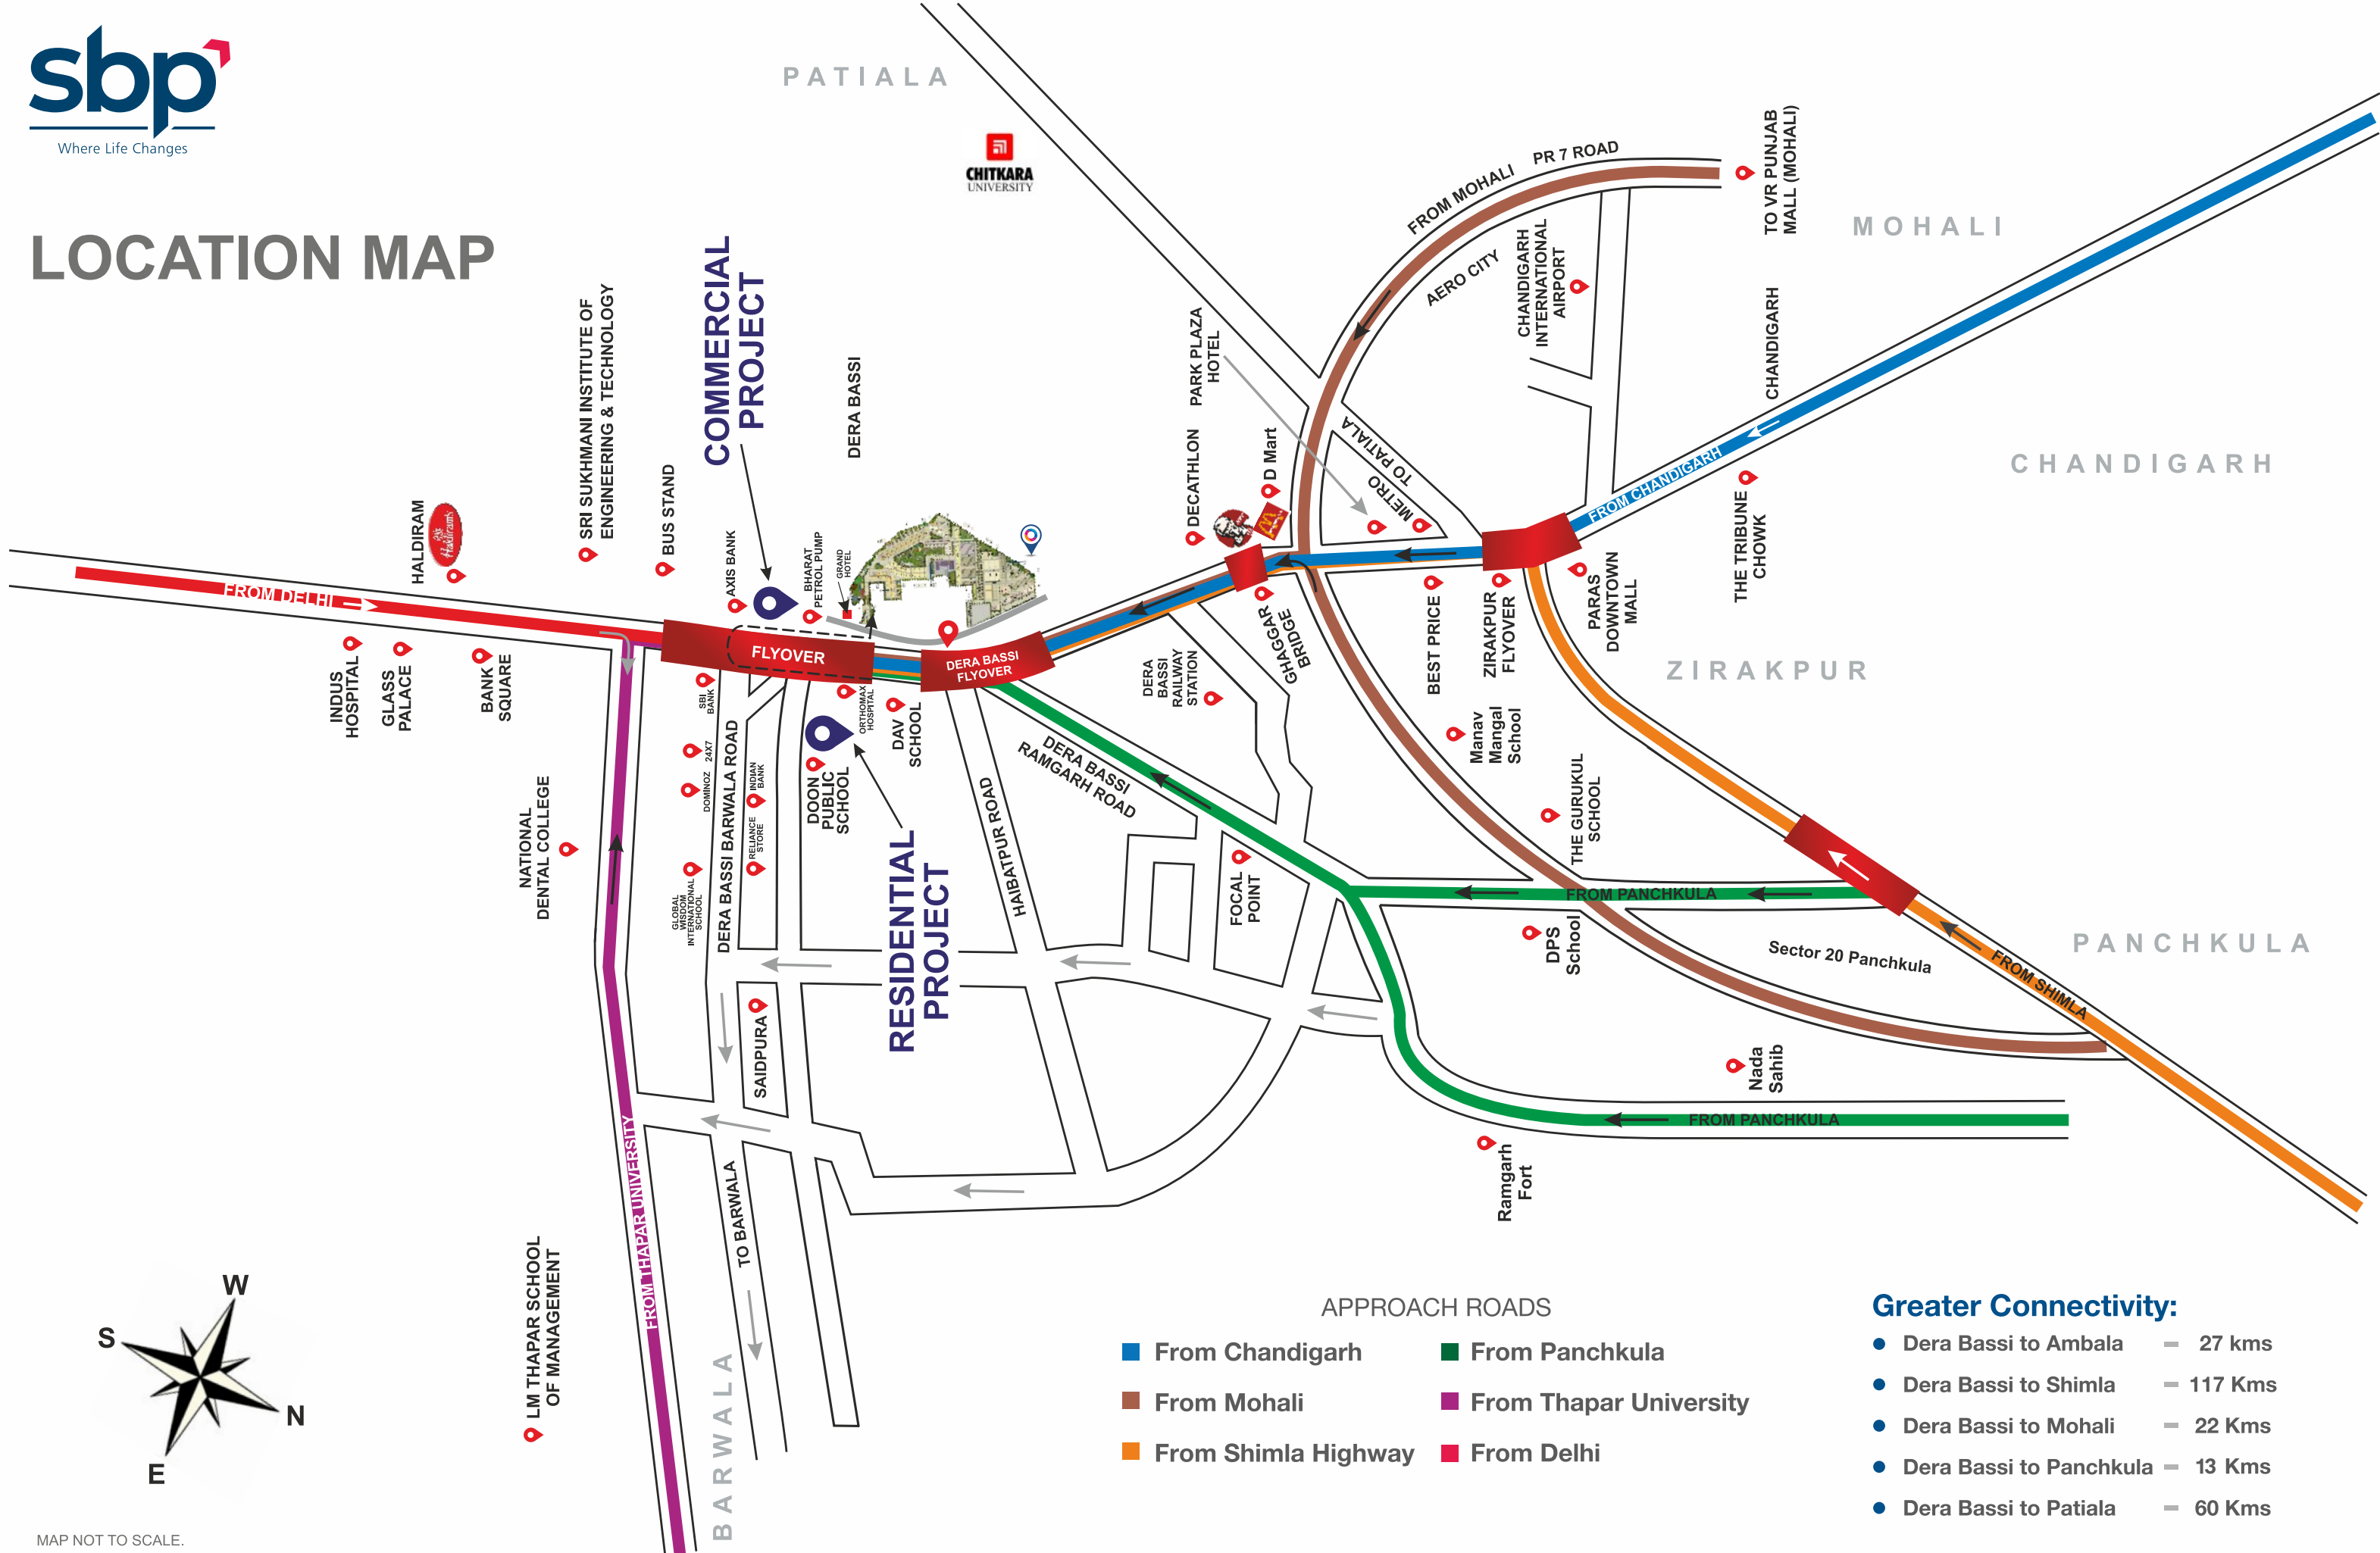 sbp
Where Life Changes
LOCATION MAP
PATIALA
CHITKARA
UNIVERSITY
FROM MOHALI
PR 7 ROAD
TO VR PUNJAB
MALL (MOHALI)
MOHALI
AERO CITY
CHANDIGARH
INTERNATIONAL
AIRPORT
CHANDIGARH
CHANDIGARH
FROM CHANDIGARH
THE TRIBUNE
CHOWK
PARK PLAZA
HOTEL
TO PATIALA
METRO
DECATHLON
D Mart
COMMERCIAL
PROJECT
DERA BASSI
SRI SUKHMANI INSTITUTE OF
ENGINEERING & TECHNOLOGY
BUS STAND
HALDIRAM
Haldiram's
AXIS BANK
BHARAT
PETROL PUMP
GRAND
HOTEL
FROM DELHI
FLYOVER
DERA BASSI
FLYOVER
INDUS
HOSPITAL
GLASS
PALACE
BANK
SQUARE
SBI
BANK
ORTHOMAX
HOSPITAL
DAV
SCHOOL
DERA
BASSI
RAILWAY
STATION
GHAGGAR
BRIDGE
BEST PRICE
ZIRAKPUR
FLYOVER
PARAS
DOWNTOWN
MALL
ZIRAKPUR
Manav
Mangal
School
THE GURUKUL
SCHOOL
24X7
DOMINOZ
DERA BASSI BARWALA ROAD
INDIAN
BANK
RELIANCE
STORE
DOON
PUBLIC
SCHOOL
DERA BASSI
RAMGARH ROAD
HAIBATPUR ROAD
NATIONAL
DENTAL COLLEGE
GLOBAL
WISDOM
INTERNATIONAL
SCHOOL
RESIDENTIAL
PROJECT
FOCAL
POINT
FROM PANCHKULA
DPS
School
Sector 20 Panchkula
PANCHKULA
FROM SHIMLA
SAIDPURA
Nada
Sahib
FROM PANCHKULA
Ramgarh
Fort
FROM THAPAR UNIVERSITY
TO BARWALA
LM THAPAR SCHOOL
OF MANAGEMENT
BARWALA
W
S
N
E
MAP NOT TO SCALE.
APPROACH ROADS
From Chandigarh
From Panchkula
From Mohali
From Thapar University
From Shimla Highway
From Delhi
Greater Connectivity:
Dera Bassi to Ambala – 27 kms
Dera Bassi to Shimla – 117 Kms
Dera Bassi to Mohali – 22 Kms
Dera Bassi to Panchkula – 13 Kms
Dera Bassi to Patiala – 60 Kms